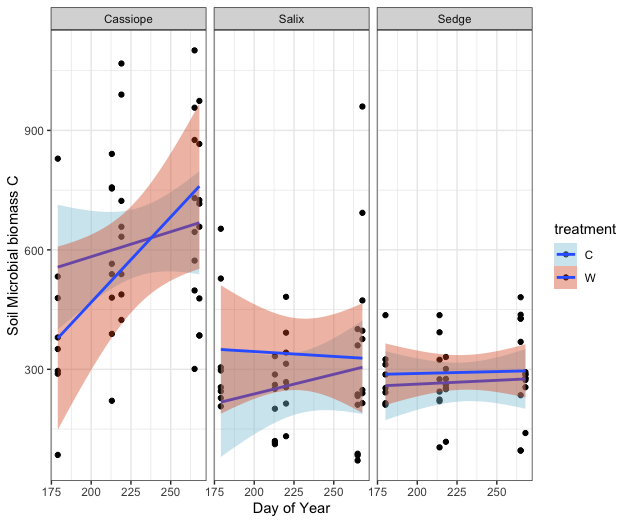 Cassiope Salix Sedge
900
600
300
Soil Microbial biomass C
175 200 225 250 175 200 225 250 175 200 225 250
Day of Year
treatment
C
W